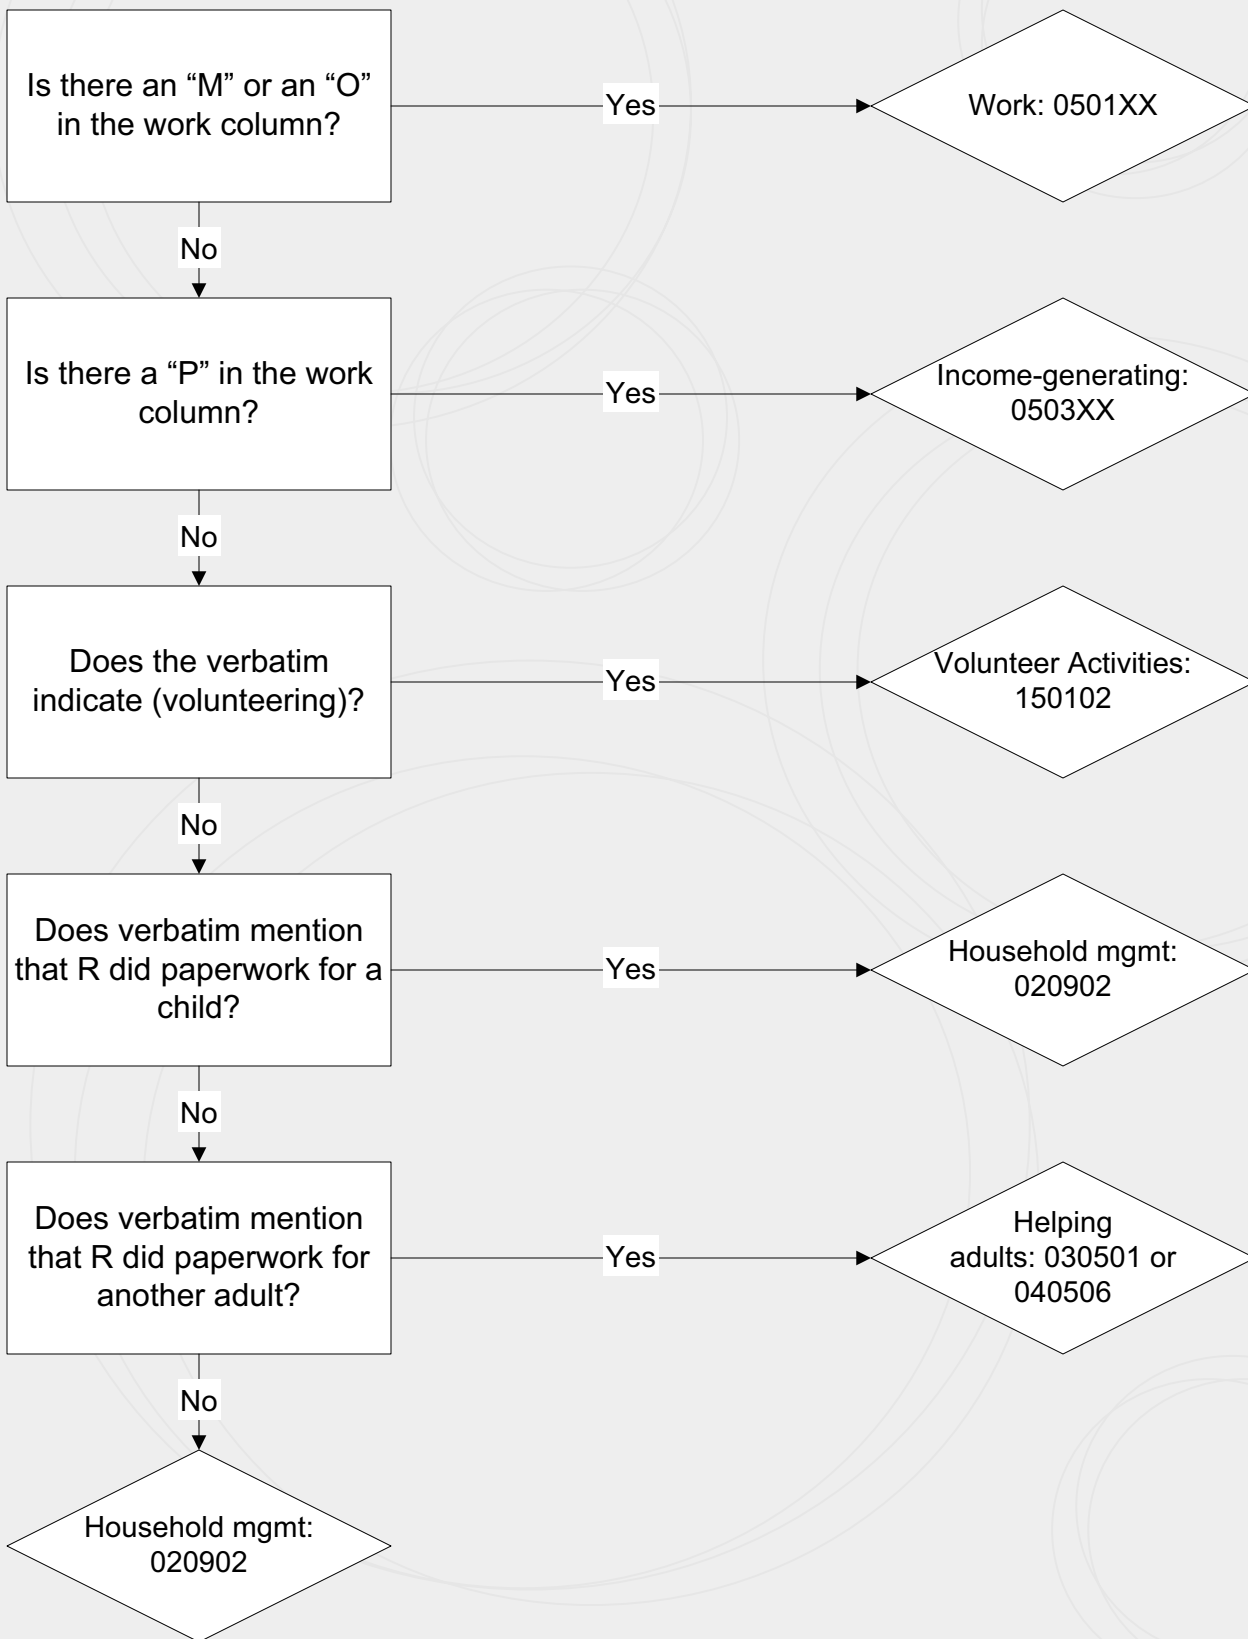 Is there an “M” or an “O”
in the work column?
Yes
Work: 0501XX
No
Is there a “P” in the work
column?
Yes
Income-generating:
0503XX
No
Does the verbatim
indicate (volunteering)?
Yes
Volunteer Activities:
150102
No
Does verbatim mention
that R did paperwork for a
child?
Yes
Household mgmt:
020902
No
Does verbatim mention
that R did paperwork for
another adult?
Yes
Helping
adults: 030501 or
040506
No
Household mgmt:
020902